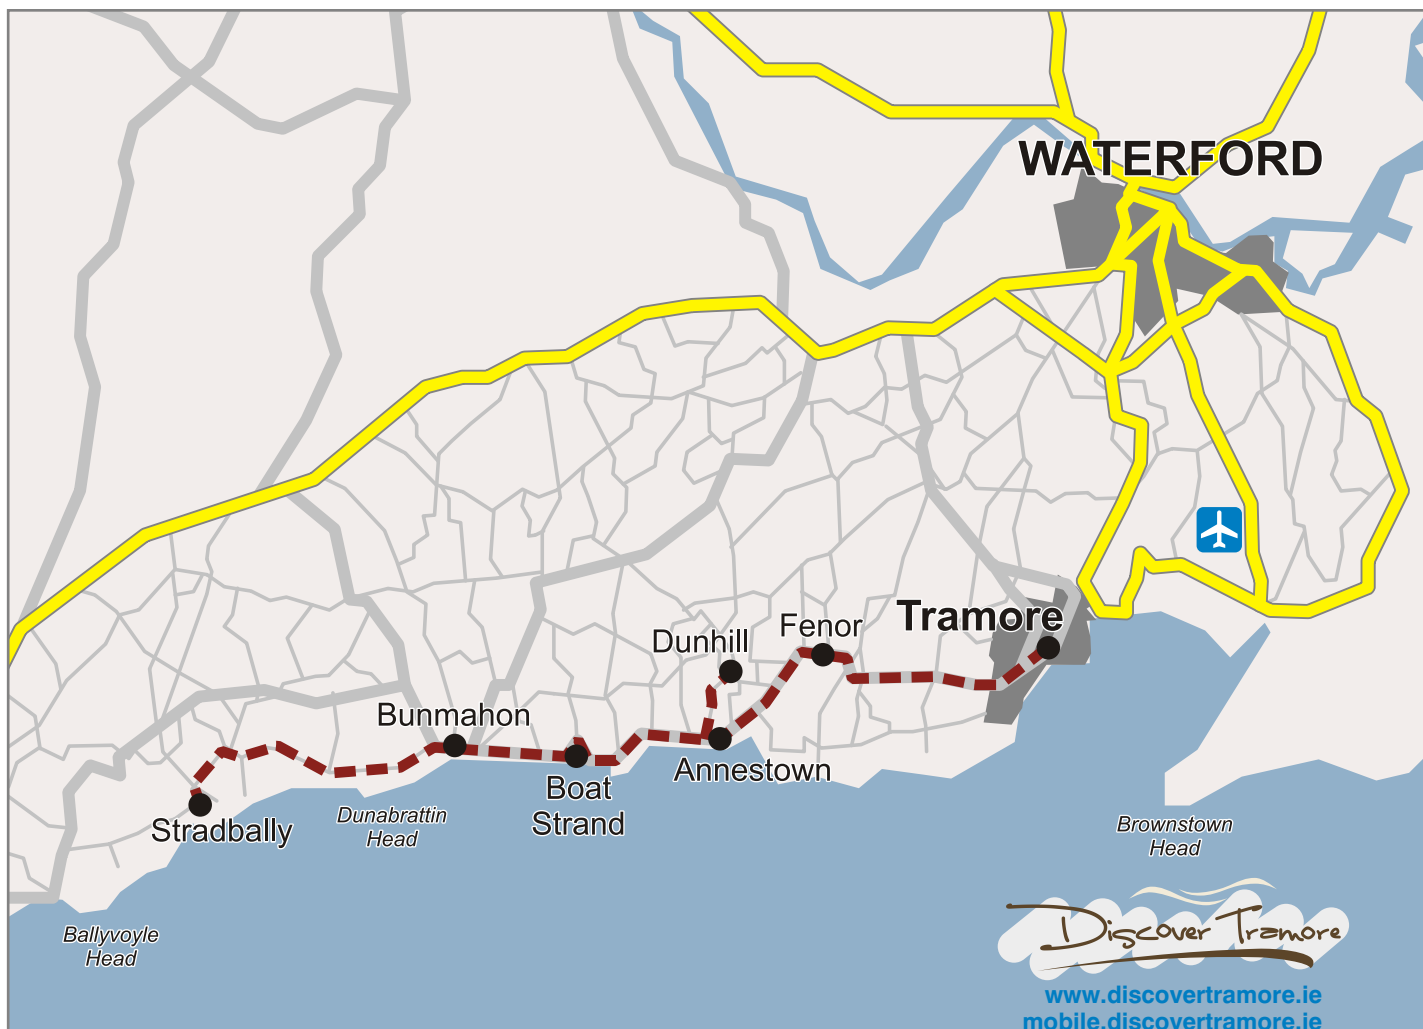 WATERFORD
Tramore
Fenor
Dunhill
Bunmahon
Annestown
Boat
Strand
Stradbally
Dunabrattin
Head
Brownstown
Head
Ballyvoyle
Head
Discover Tramore
www.discovertramore.ie
mobile.discovertramore.ie